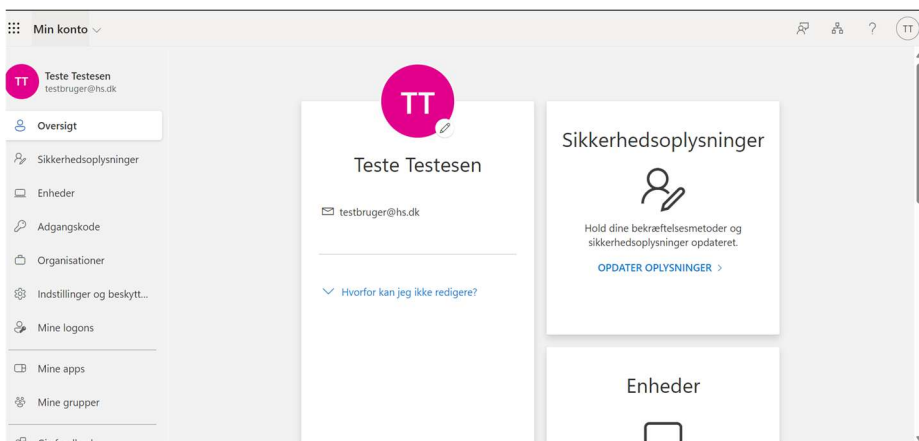 Min konto
TT
TT
Teste Testesen
testbruger@hs.dk
Oversigt
Sikkerhedsoplysninger
Enheder
Adgangskode
Organisationer
Indstillinger og beskytt...
Mine logons
Mine apps
Mine grupper
TT
Teste Testesen
testbruger@hs.dk
Hvorfor kan jeg ikke redigere?
Sikkerhedsoplysninger
Hold dine bekræftelsesmetoder og
sikkerhedsoplysninger opdateret.
OPDATER OPLYSNINGER
Enheder